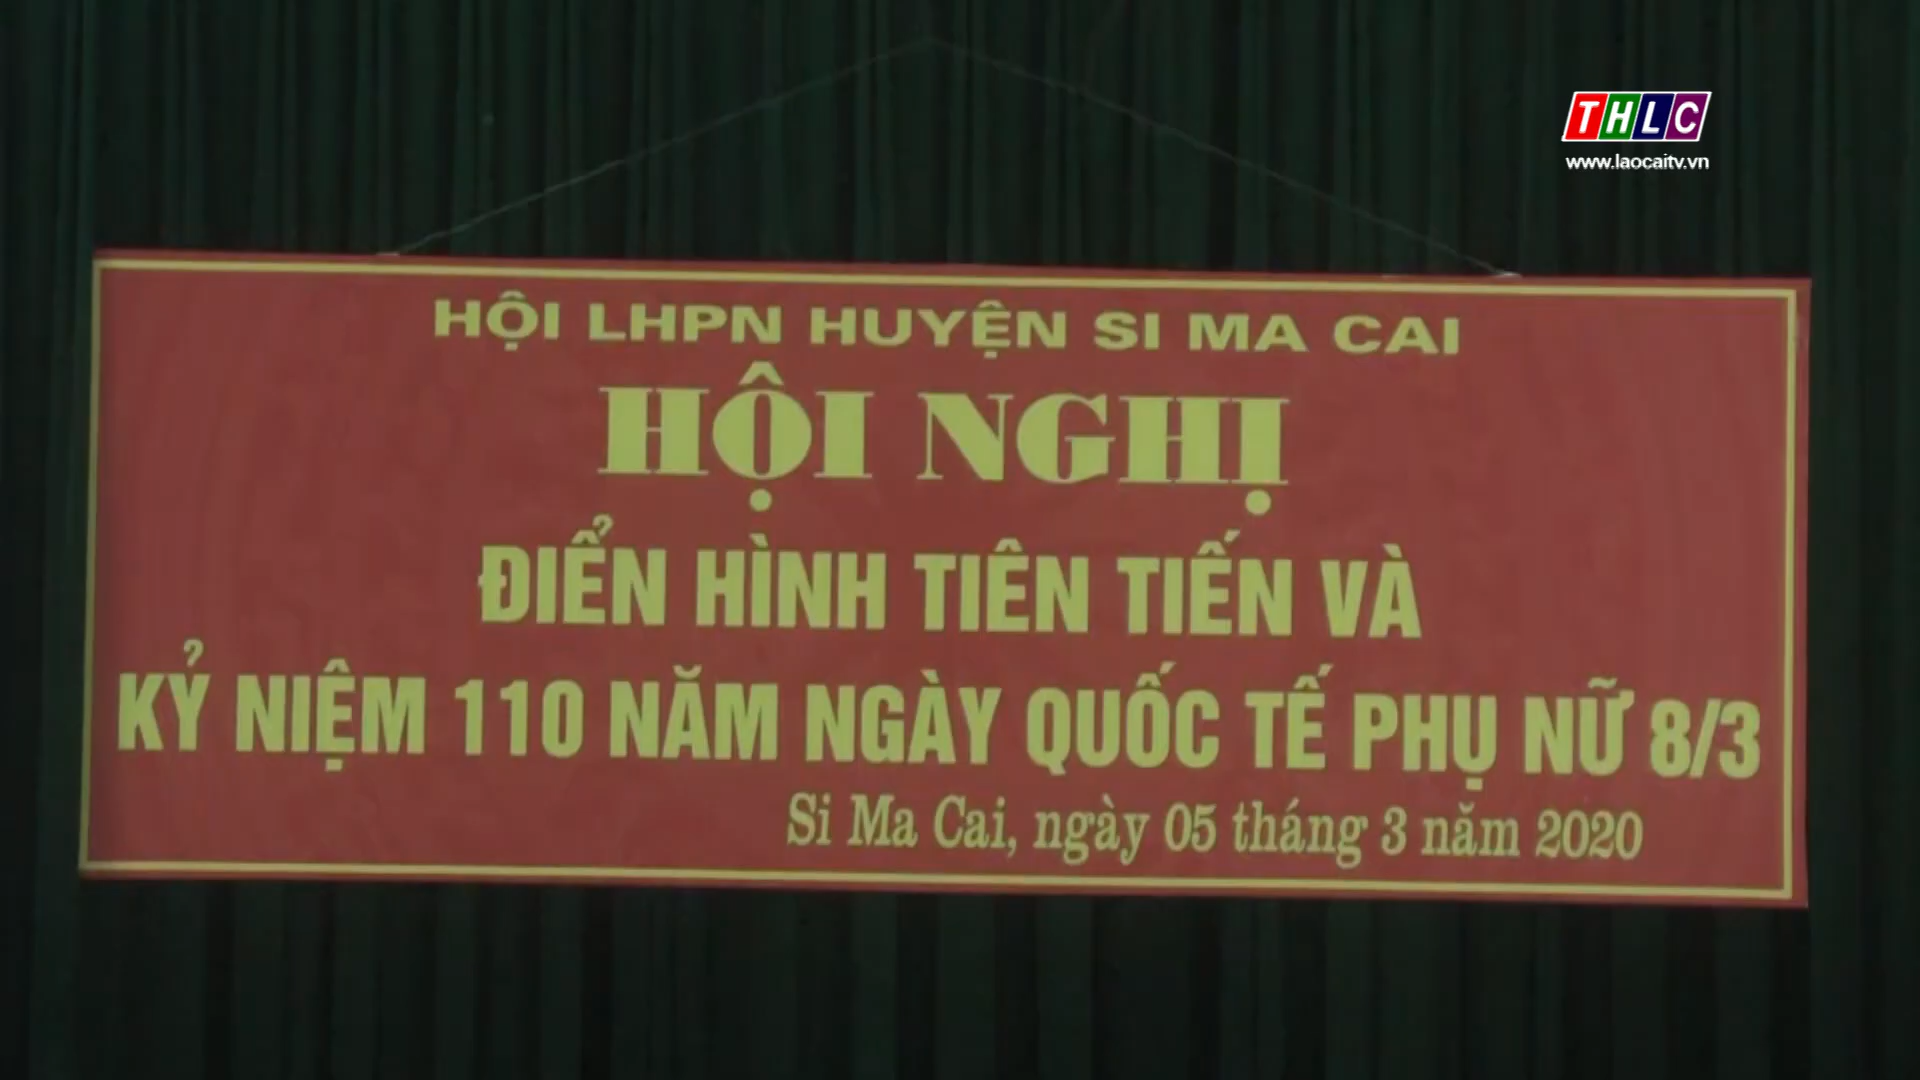 THLC
www.laocaitv.vn
HỘI LHPN HUYỆN SI MA CAI
HỘI NGHỊ
ĐIỂN HÌNH TIÊN TIẾN VÀ
KỶ NIỆM 110 NĂM NGÀY QUỐC TẾ PHỤ NỮ 8/3
Si Ma Cai, ngày 05 tháng 3 năm 2020